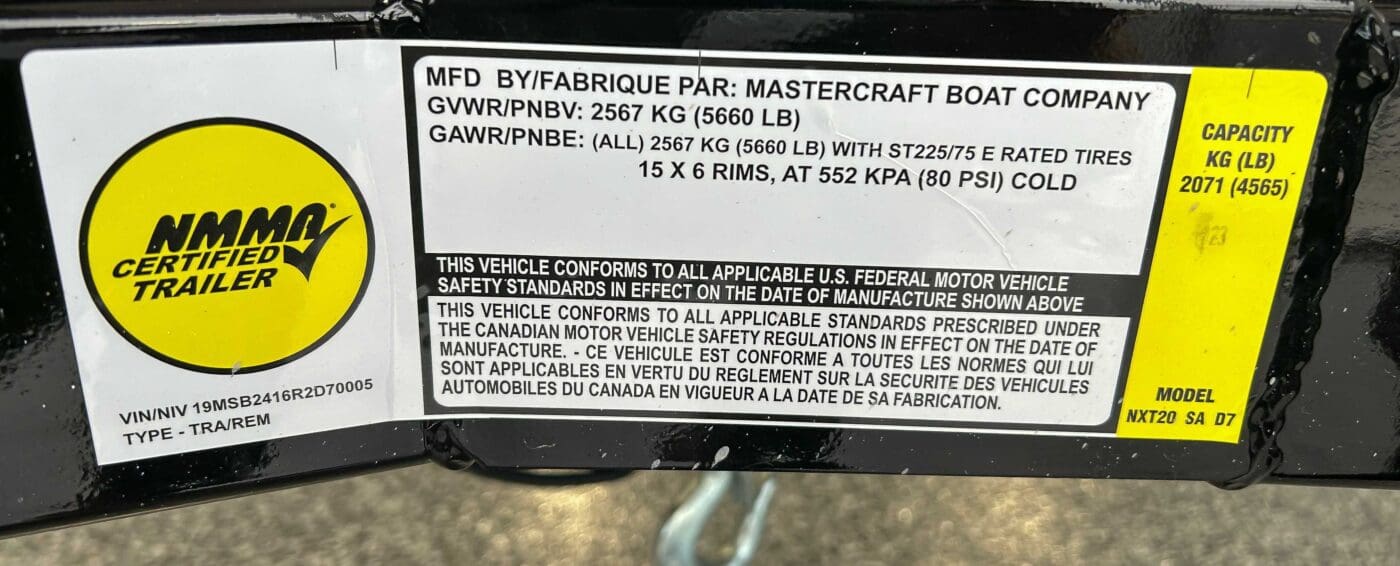 NMMA®
CERTIFIED
TRAILER
VIN/NIV 19MSB2416R2D70005
TYPE - TRA/REM
MFD BY/FABRIQUE PAR: MASTERCRAFT BOAT COMPANY
GVWR/PNBV: 2567 KG (5660 LB)
GAWR/PNBE: (ALL) 2567 KG (5660 LB) WITH ST225/75 E RATED TIRES
15 X 6 RIMS, AT 552 KPA (80 PSI) COLD
THIS VEHICLE CONFORMS TO ALL APPLICABLE U.S. FEDERAL MOTOR VEHICLE
SAFETY STANDARDS IN EFFECT ON THE DATE OF MANUFACTURE SHOWN ABOVE
THIS VEHICLE CONFORMS TO ALL APPLICABLE STANDARDS PRESCRIBED UNDER
THE CANADIAN MOTOR VEHICLE SAFETY REGULATIONS IN EFFECT ON THE DATE OF
MANUFACTURE. - CE VEHICULE EST CONFORME A TOUTES LES NORMES QUI LUI
SONT APPLICABLES EN VERTU DU REGLEMENT SUR LA SECURITE DES VEHICULES
AUTOMOBILES DU CANADA EN VIGUEUR A LA DATE DE SA FABRICATION.
CAPACITY
KG (LB)
2071 (4565)
MODEL
NXT20 SA D7